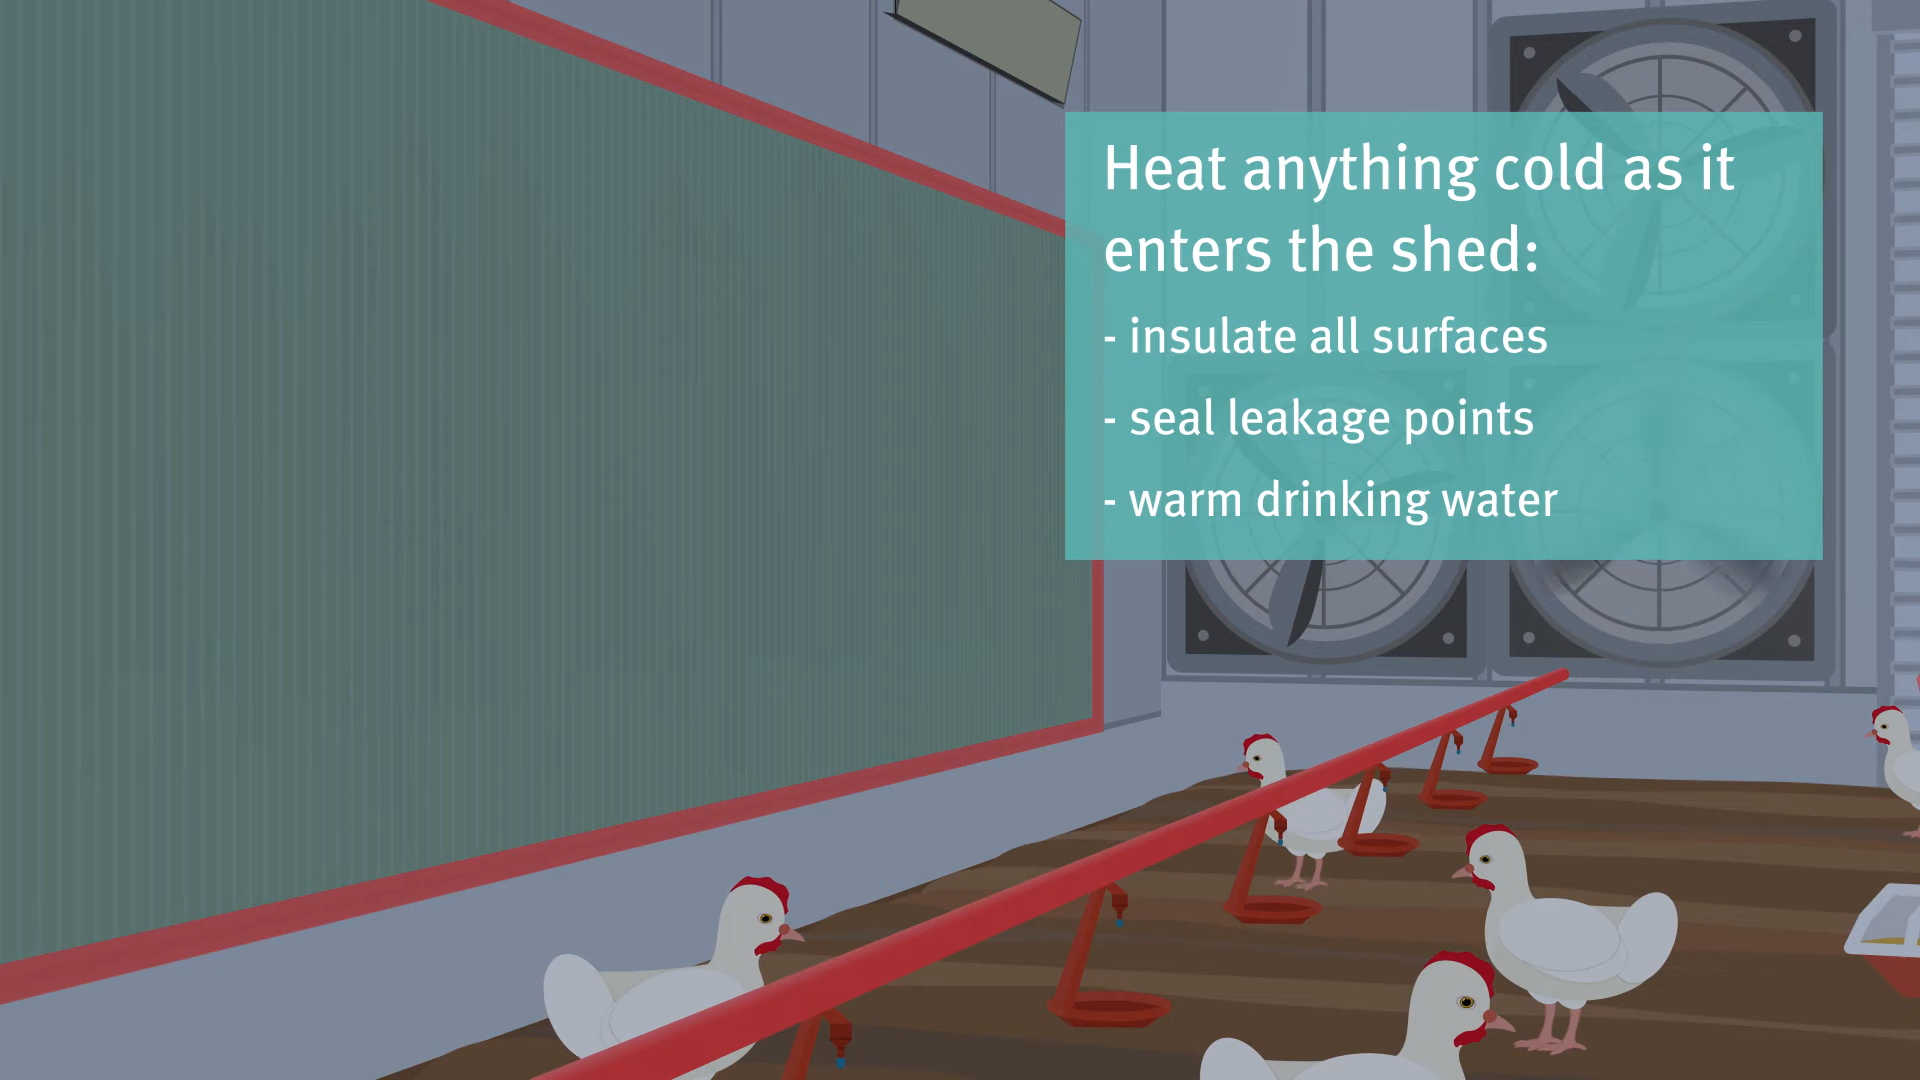 Heat anything cold as it
enters the shed:
- insulate all surfaces
- seal leakage points
- warm drinking water